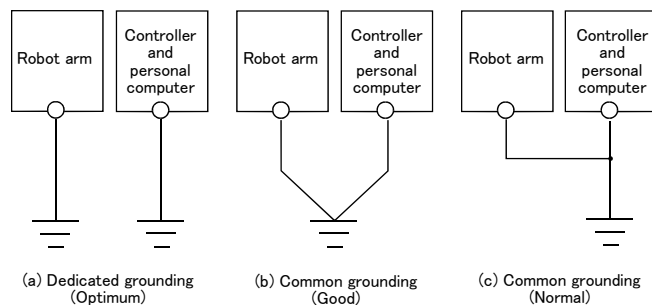 Robot arm
Controller
and
personal
computer
Robot arm
Controller
and
personal
computer
Robot arm
Controller
and
personal
computer
(a) Dedicated grounding
(Optimum)
(b) Common grounding
(Good)
(c) Common grounding
(Normal)